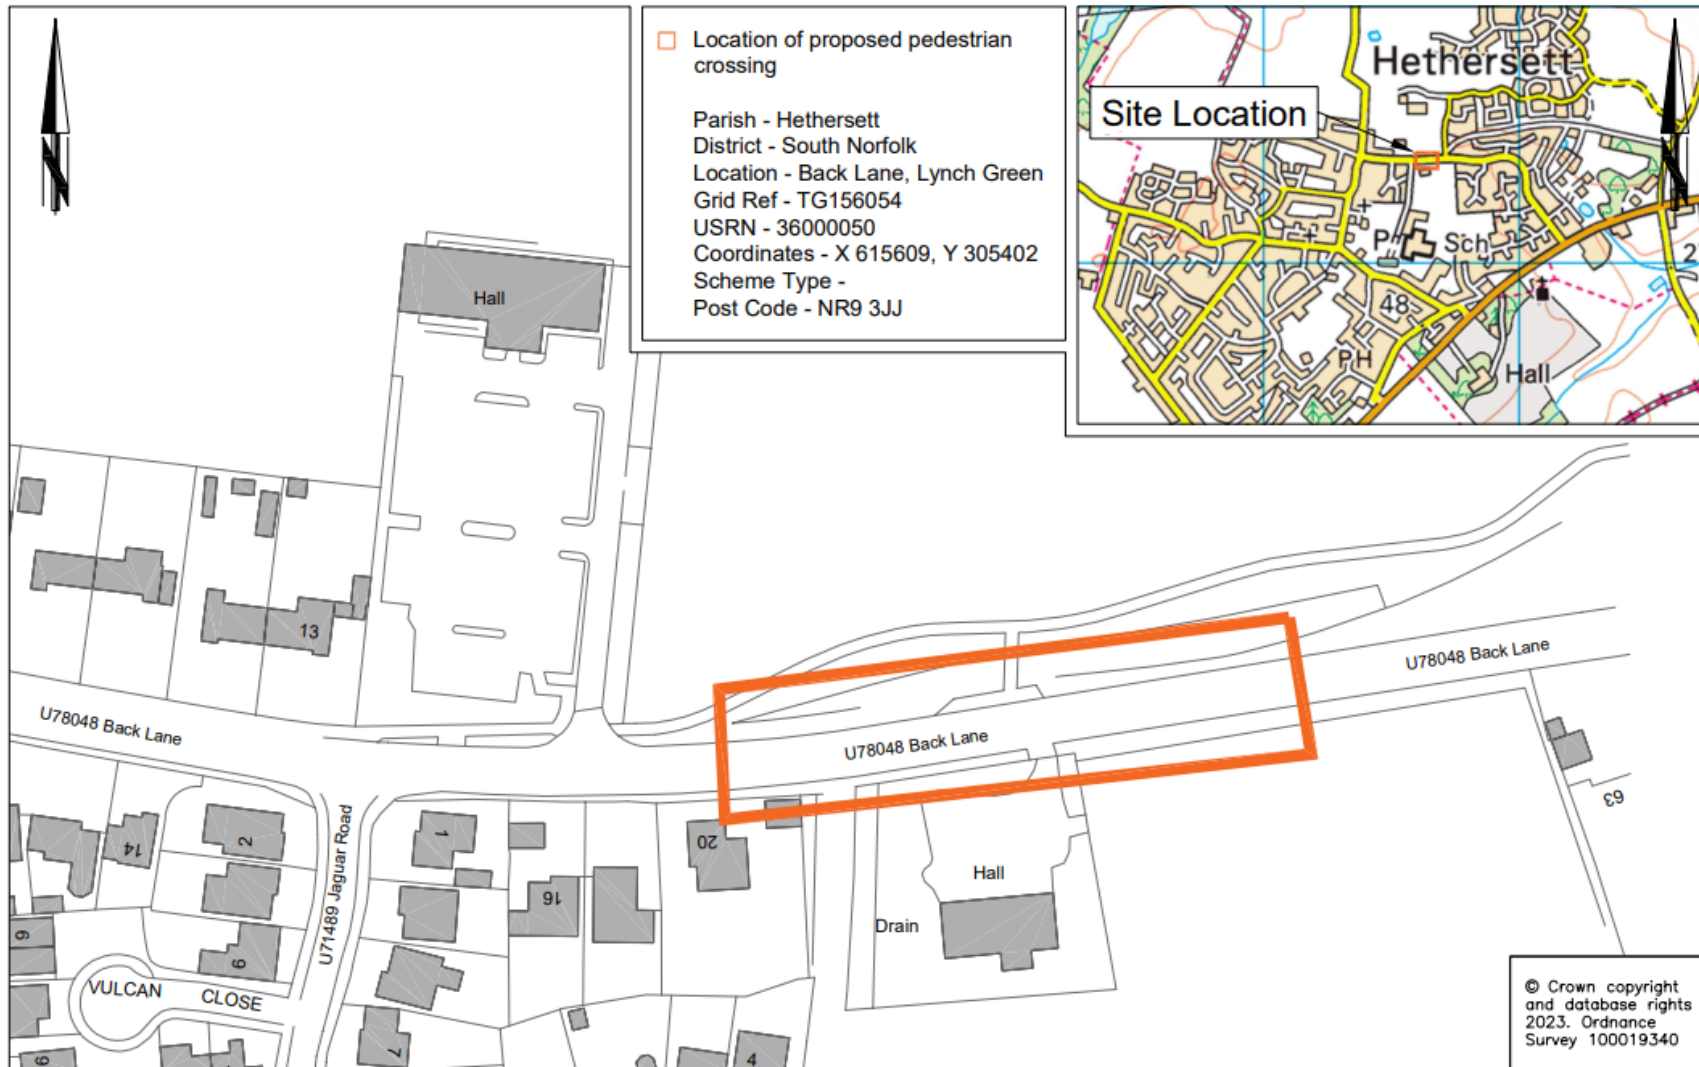 Location of proposed pedestrian
crossing
Parish - Hethersett
District - South Norfolk
Location - Back Lane, Lynch Green
Grid Ref - TG156054
USRN - 36000050
Coordinates - X 615609, Y 305402
Scheme Type -
Post Code - NR9 3JJ
Hethersett
Site Location
Sch
48
PH
Hall
Hall
13
U78048 Back Lane
U78048 Back Lane
U78048 Back Lane
63
14
2
U71489 Jaguar Road
1
16
20
Hall
Drain
9
6
VULCAN
CLOSE
7
4
© Crown copyright
and database rights
2023. Ordnance
Survey 100019340